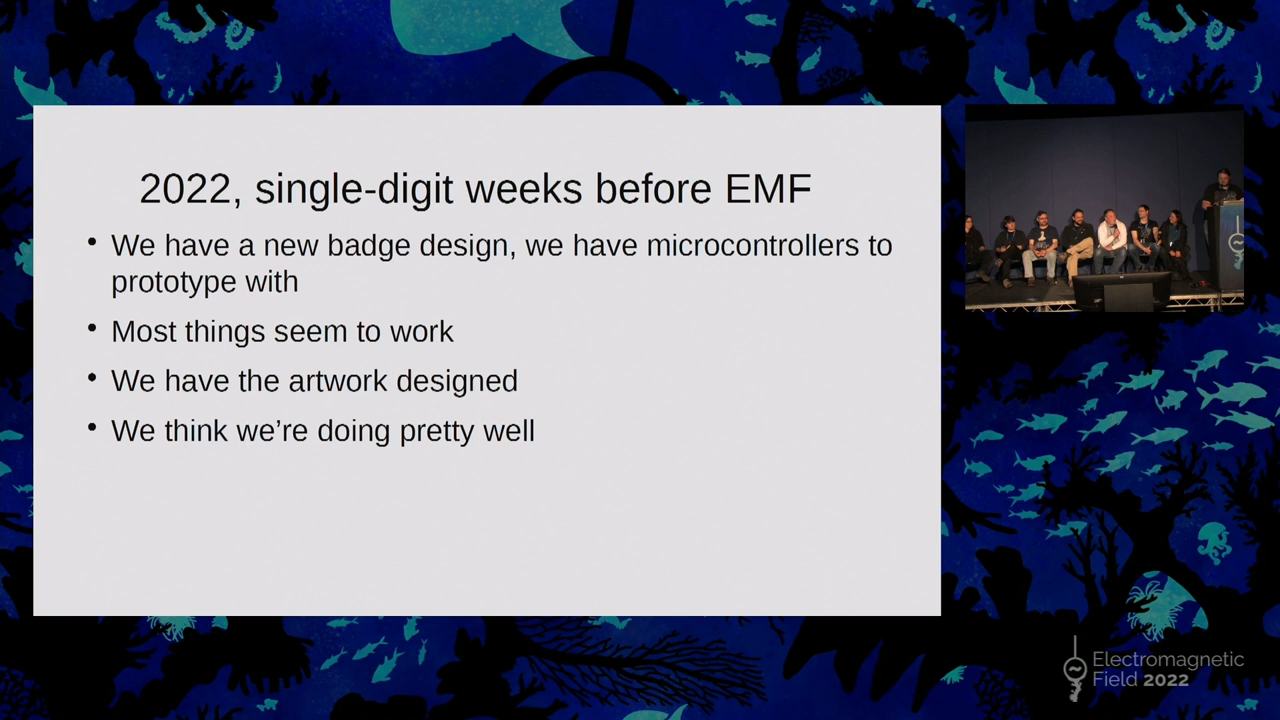 2022, single-digit weeks before EMF
• We have a new badge design, we have microcontrollers to
prototype with
• Most things seem to work
• We have the artwork designed
• We think we’re doing pretty well
Electromagnetic
Field 2022